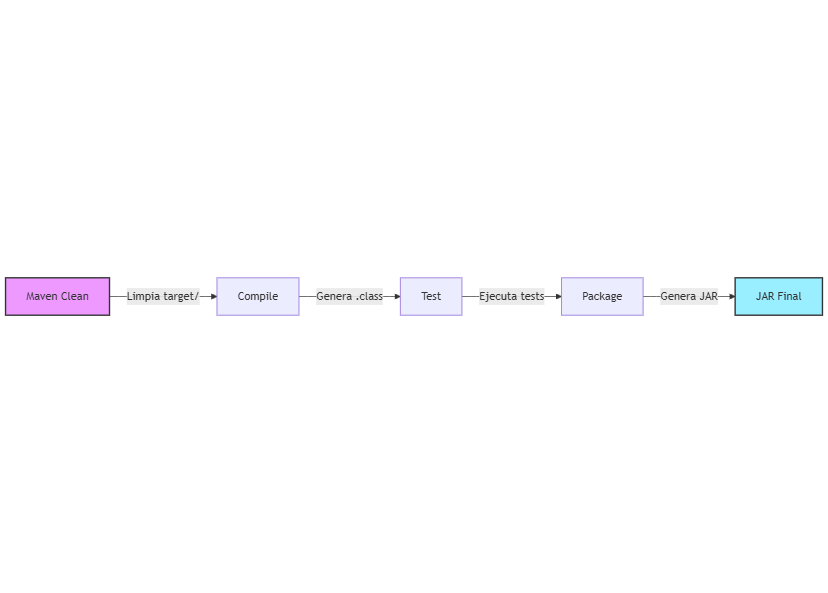 Maven Clean
Limpia target/
Compile
Genera .class
Test
Ejecuta tests
Package
Genera JAR
JAR Final